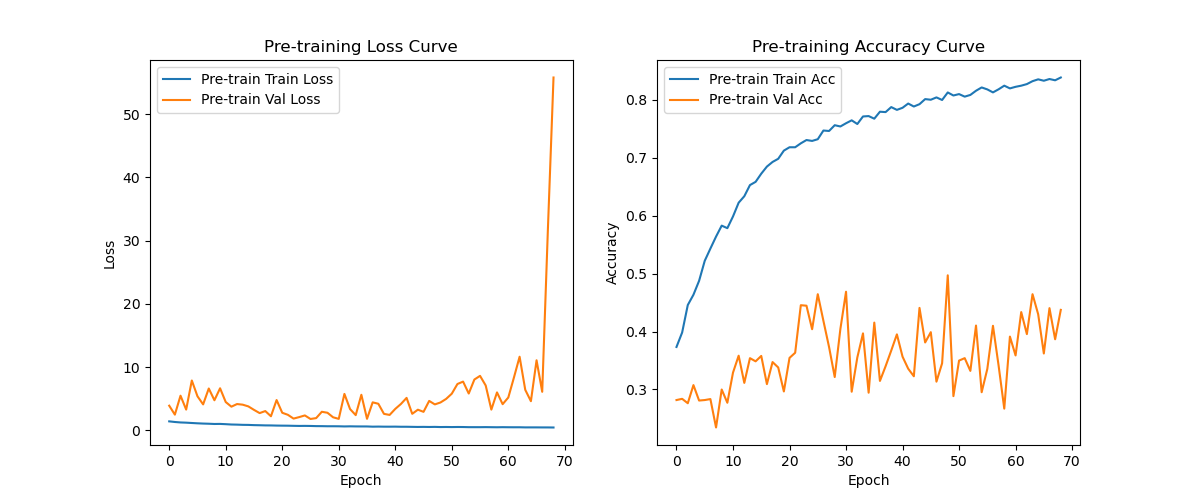 Pre-training Loss Curve
Pre-train Train Loss
Pre-train Val Loss
50
40
30
20
10
0
Loss
0 10 20 30 40 50 60 70
Epoch
Pre-training Accuracy Curve
Pre-train Train Acc
Pre-train Val Acc
0.8
0.7
0.6
0.5
0.4
0.3
Accuracy
0 10 20 30 40 50 60 70
Epoch